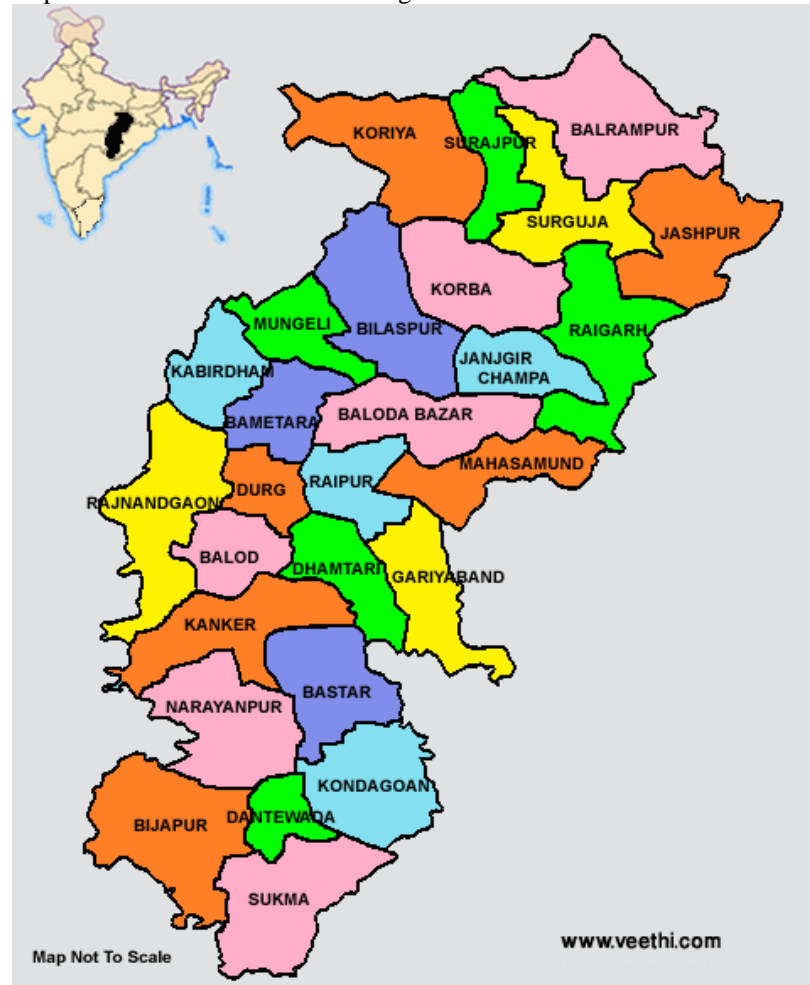 KORIYA
SURAJPUR
BALRAMPUR
SURGUJA
JASHPUR
KORBA
MUNGELI
BILASPUR
RAIGARH
JANJGIR
CHAMPA
KABIRDHAM
BAMETARA
BALODA BAZAR
RAJNANDGAON
DURG
RAIPUR
MAHASAMUND
BALOD
DHAMTARI
GARIYABAND
KANKER
BASTAR
NARAYANPUR
KONDAGOAN
BIJAPUR
DANTEWADA
SUKMA
www.veethi.com
Map Not To Scale